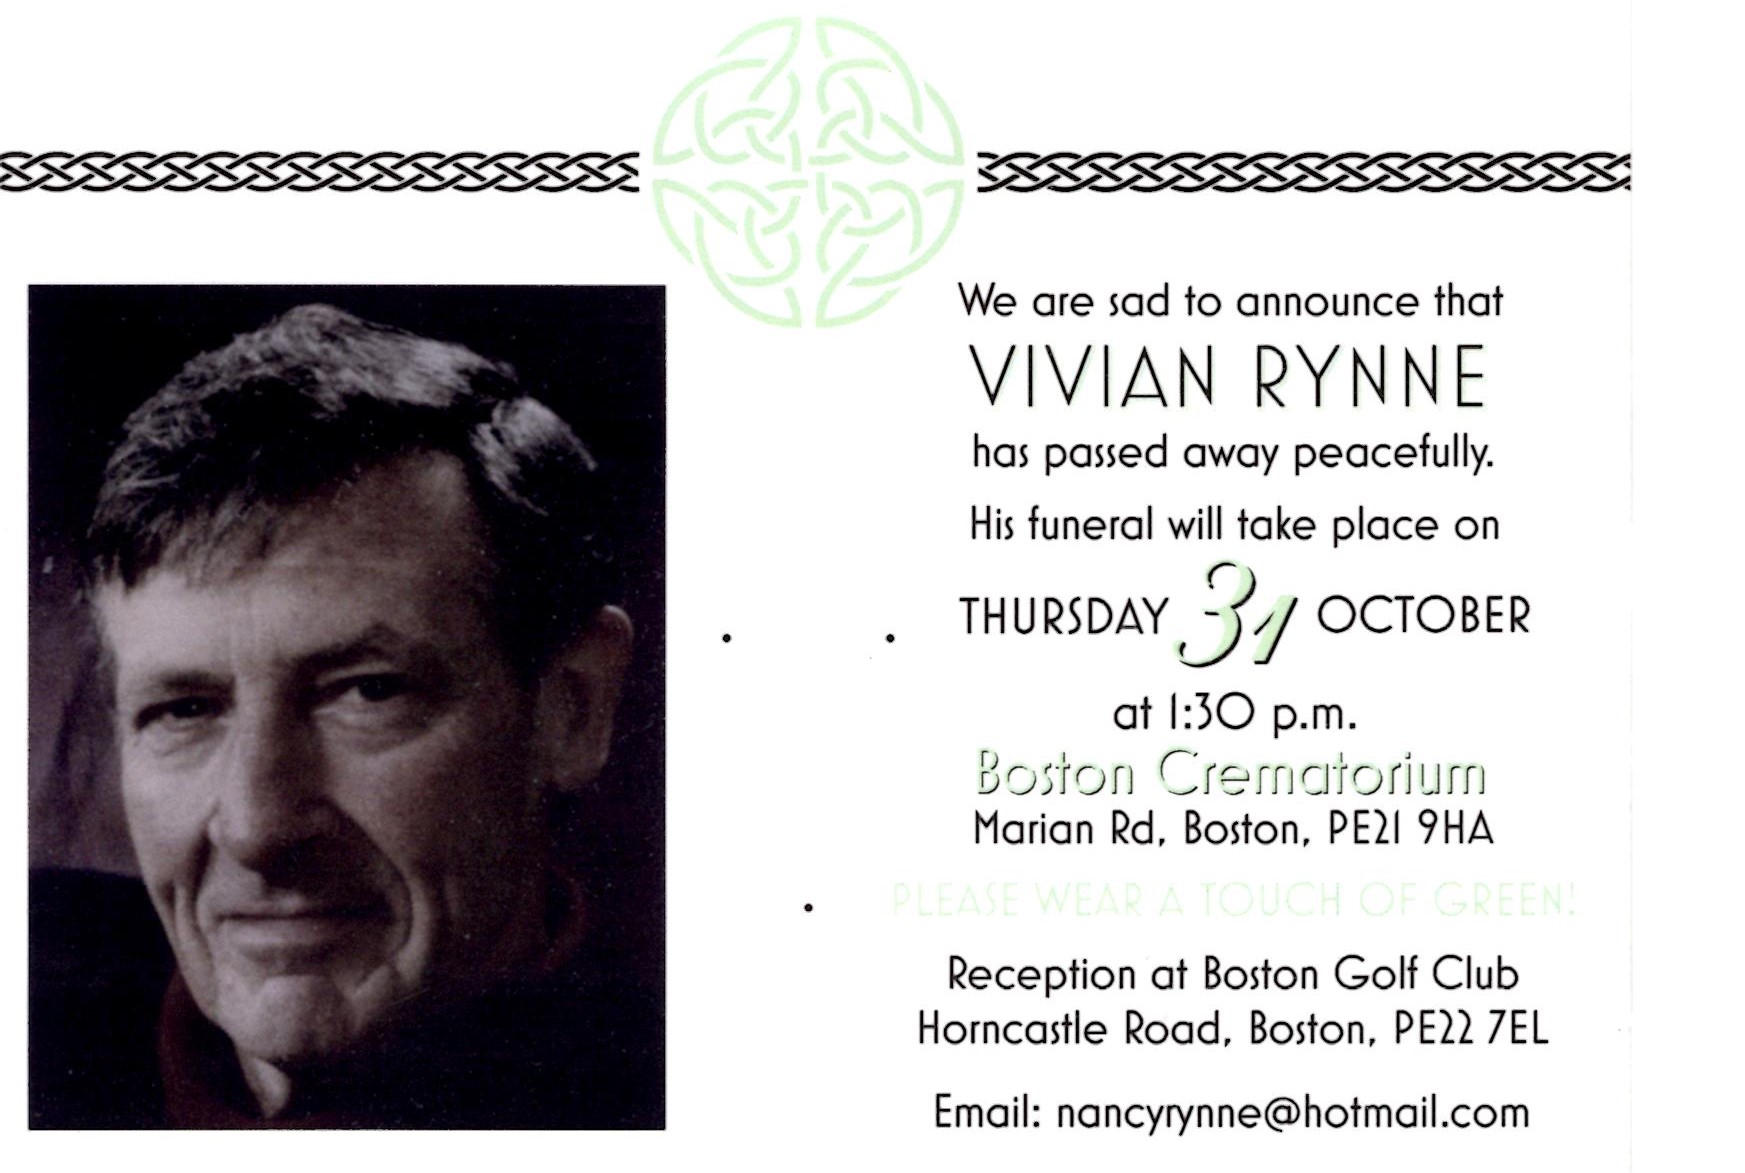 We are sad to announce that
VIVIAN RYNNE
has passed away peacefully.
His funeral will take place on
THURSDAY 31 OCTOBER
at 1:30 p.m.
Boston Crematorium
Marian Rd, Boston, PE21 9HA
PLEASE WEAR A TOUCH OF GREEN!
Reception at Boston Golf Club
Horncastle Road, Boston, PE22 7EL
Email: nancyrynne@hotmail.com